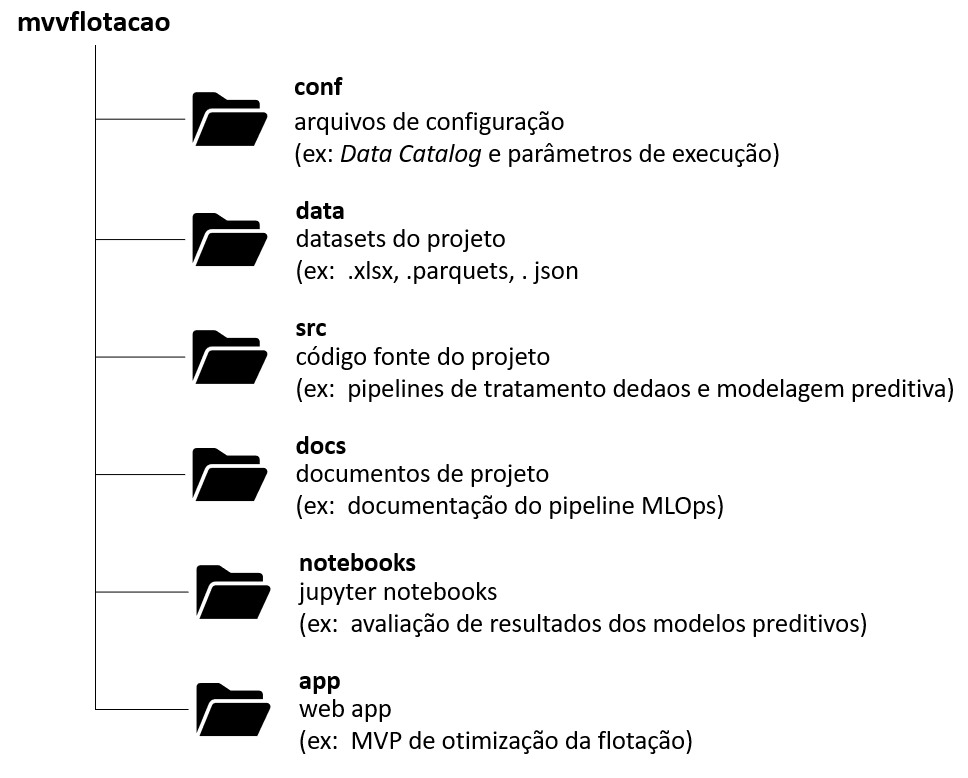 mvvflotacao
conf
arquivos de configuração
(ex: Data Catalog e parâmetros de execução)
data
datasets do projeto
(ex:  .xlsx, .parquets, . json
src
código fonte do projeto
(ex:  pipelines de tratamento dedaos e modelagem preditiva)
docs
documentos de projeto
(ex:  documentação do pipeline MLOps)
notebooks
jupyter notebooks
(ex:  avaliação de resultados dos modelos preditivos)
app
web app
(ex:  MVP de otimização da flotação)